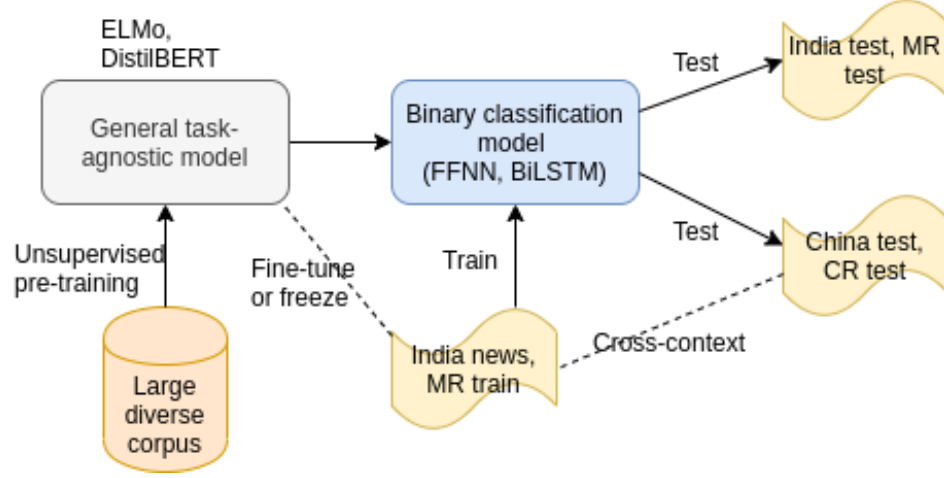 ELMo,
DistilBERT
General task-
agnostic model
Binary classification
model
(FFNN, BiLSTM)
Test
India test, MR
test
Unsupervised
pre-training
Fine-tune
or freeze
Train
Test
China test,
CR test
Cross-context
India news,
MR train
Large
diverse
corpus